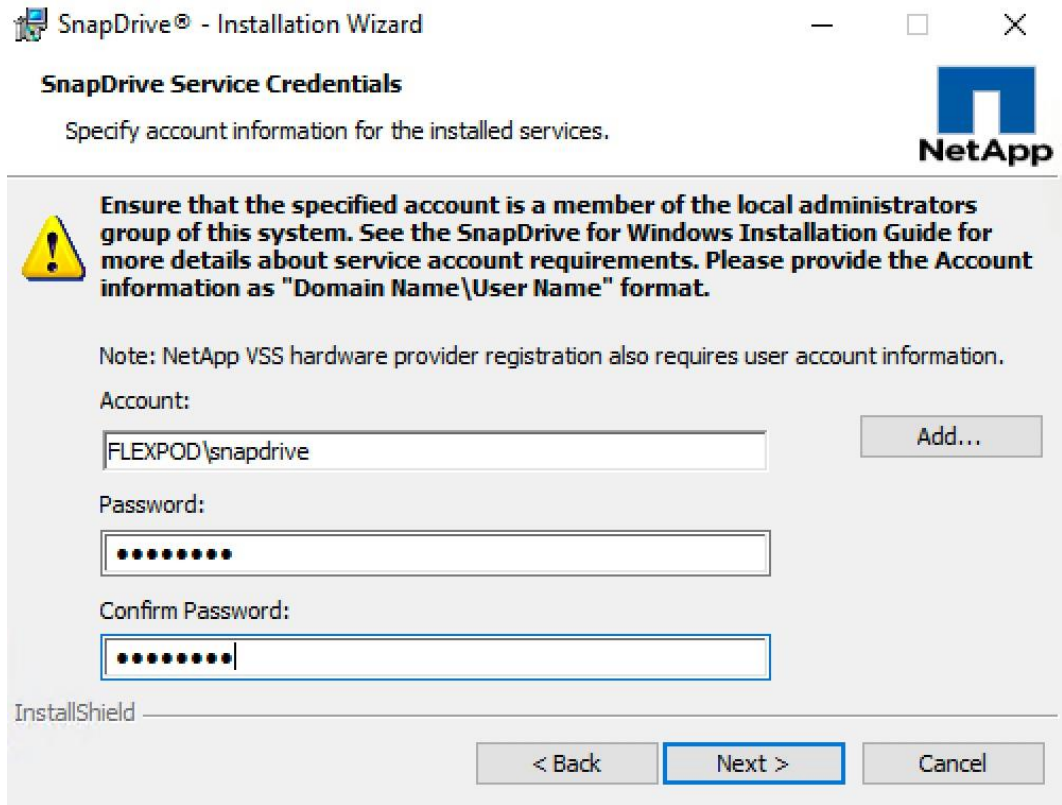 SnapDrive® - Installation Wizard
SnapDrive Service Credentials
Specify account information for the installed services.
NetApp
Ensure that the specified account is a member of the local administrators
group of this system. See the SnapDrive for Windows Installation Guide for
more details about service account requirements. Please provide the Account
information as "Domain Name\User Name" format.
Note: NetApp VSS hardware provider registration also requires user account information.
Account:
FLEXPOD\snapdrive
Add...
Password:
●●●●●●●●
Confirm Password:
●●●●●●●●
InstallShield
< Back
Next >
Cancel